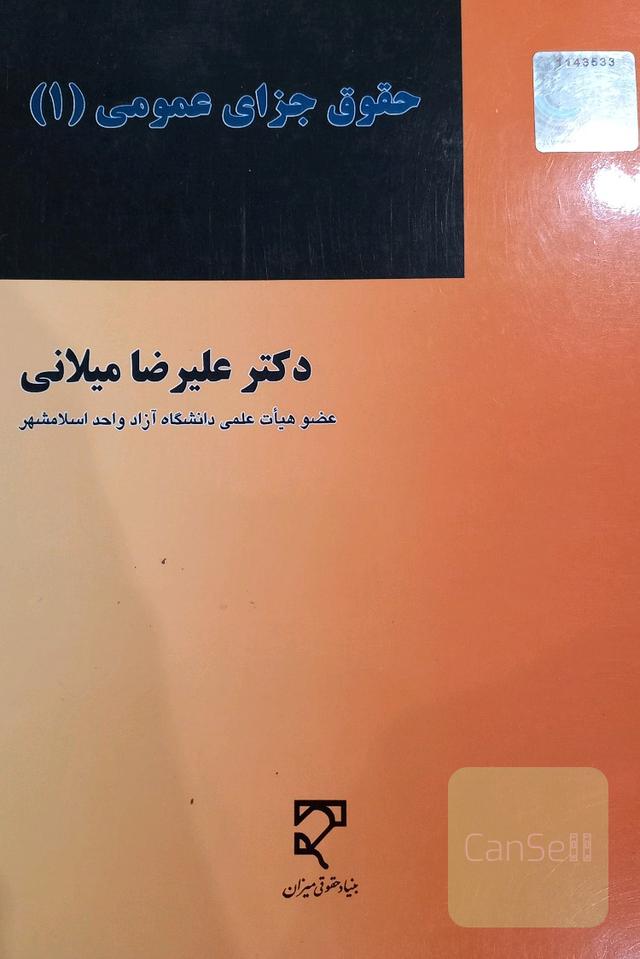 1143533
حقوق جزای عمومی (۱)
دکتر علیرضا میلانی
عضو هیأت علمی دانشگاه آزاد واحد اسلامشهر
بنیاد حقوقی میزان
CanSell